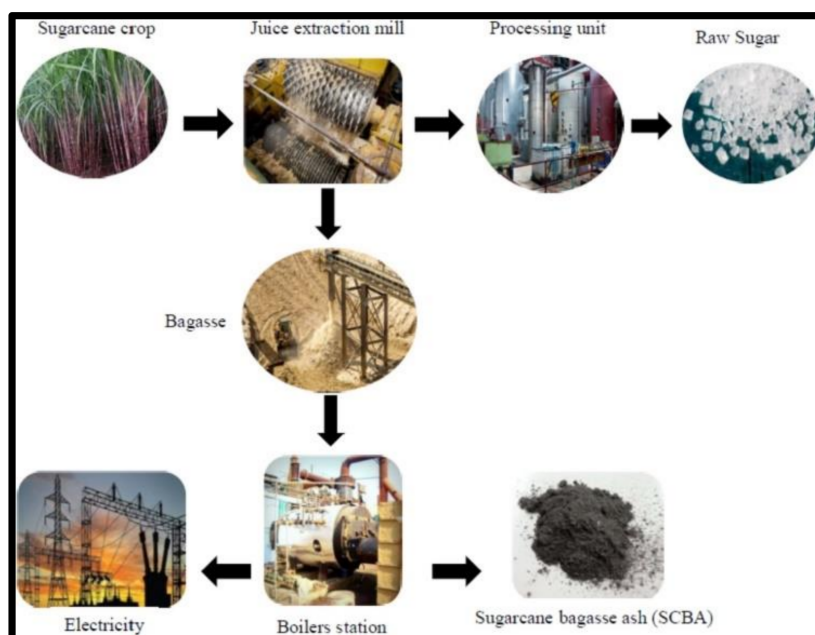 Sugarcane crop
Juice extraction mill
Processing unit
Raw Sugar
Bagasse
Electricity
Boilers station
Sugarcane bagasse ash (SCBA)